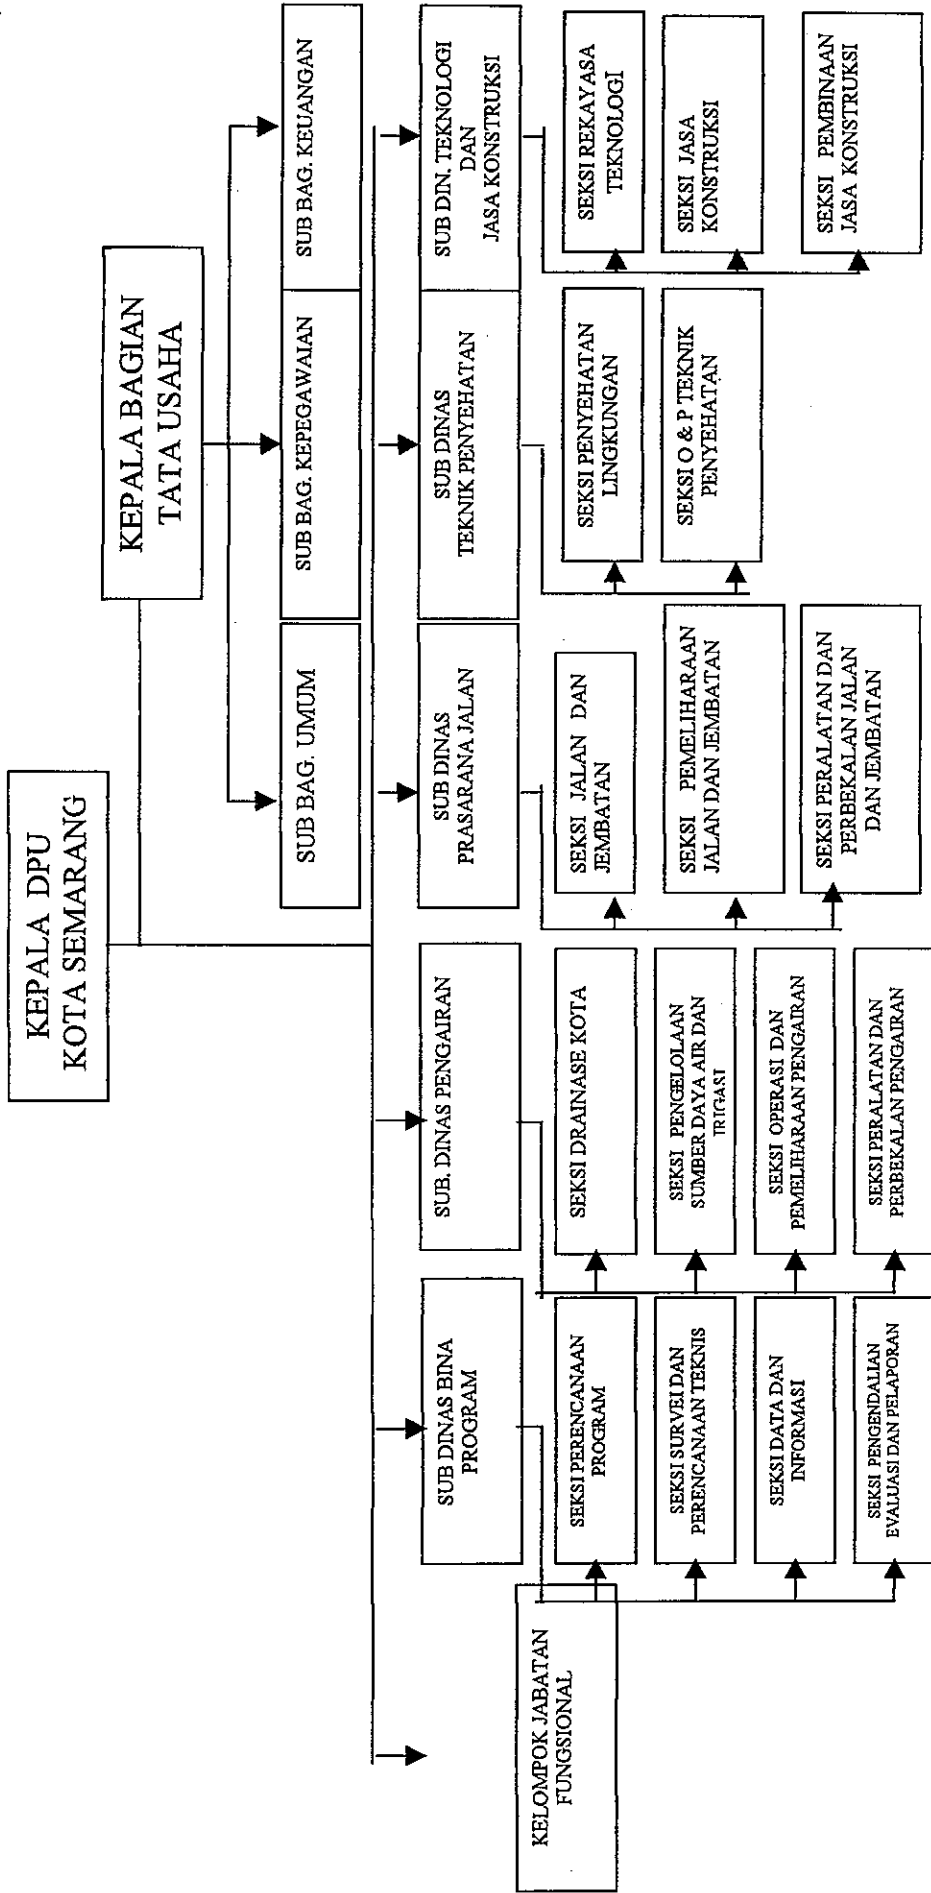 KEPALA DPU
KOTA SEMARANG
KEPALA BAGIAN
TATA USAHA
SUB BAG. UMUM
SUB BAG. KEPEGAWAIAN
SUB BAG. KEUANGAN
KELOMPOK JABATAN
FUNGSIONAL
SUB DINAS BINA
PROGRAM
SUB. DINAS PENGAIRAN
SUB DINAS
PRASARANA JALAN
SUB DINAS
TEKNIK PENYEHATAN
SUB DIN. TEKNOLOGI
DAN
JASA KONSTRUKSI
SEKSI PERENCANAAN
PROGRAM
SEKSI SURVEI DAN
PERENCANAAN TEKNIS
SEKSI DATA DAN
INFORMASI
SEKSI PENGENDALIAN
EVALUASI DAN PELAPORAN
SEKSI DRAINASE KOTA
SEKSI PENGELOLAAN
SUMBER DAYA AIR DAN
IRIGASI
SEKSI OPERASI DAN
PEMELIHARAAN PENGAIRAN
SEKSI PERALATAN DAN
PERBEKALAN PENGAIRAN
SEKSI JALAN DAN
JEMBATAN
SEKSI PEMELIHARAAN
JALAN DAN JEMBATAN
SEKSI PERALATAN DAN
PERBEKALAN JALAN
DAN JEMBATAN
SEKSI PENYEHATAN
LINGKUNGAN
SEKSI O & P TEKNIK
PENYEHATAN
SEKSI REKAYASA
TEKNOLOGI
SEKSI JASA
KONSTRUKSI
SEKSI PEMBINAAN
JASA KONSTRUKSI